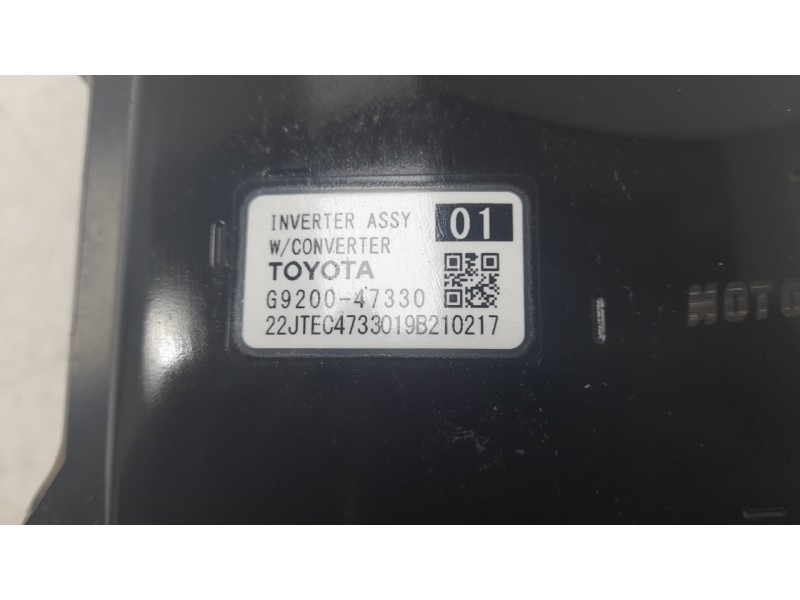 INVERTER ASSY 01
W/CONVERTER
TOYOTA
G9200-47330
22JTEC4733019B210217